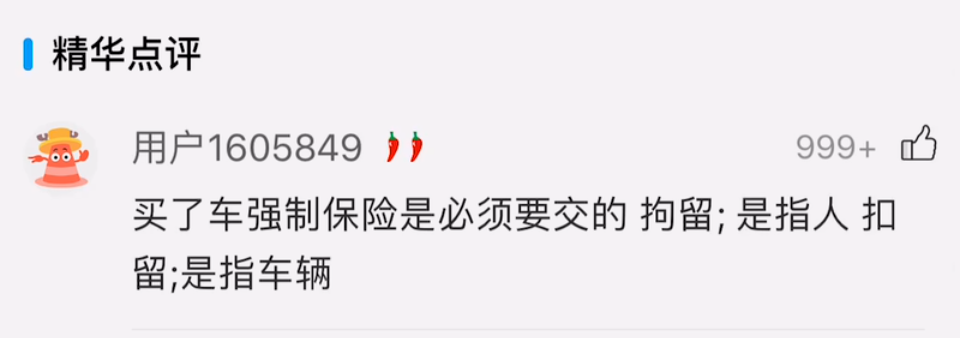 精华点评
用户1605849 🌶️🌶️ 999+
买了车强制保险是必须要交的 拘留; 是指人 扣
留;是指车辆